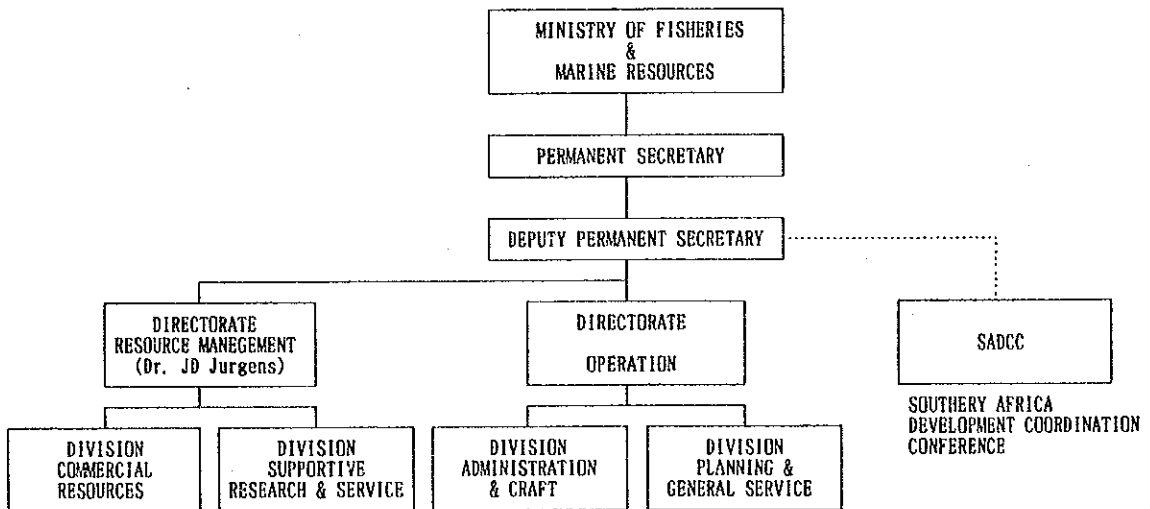 MINISTRY OF FISHERIES
&
MARINE RESOURCES
PERMANENT SECRETARY
DEPUTY PERMANENT SECRETARY
DIRECTORATE
RESOURCE MANEGEMENT
(Dr. JD Jurgens)
DIRECTORATE
OPERATION
SADCC
SOUTHERY AFRICA
DEVELOPMENT COORDINATION
CONFERENCE
DIVISION
COMMERCIAL
RESOURCES
DIVISION
SUPPORTIVE
RESEARCH & SERVICE
DIVISION
ADMINISTRATION
& CRAFT
DIVISION
PLANNING &
GENERAL SERVICE